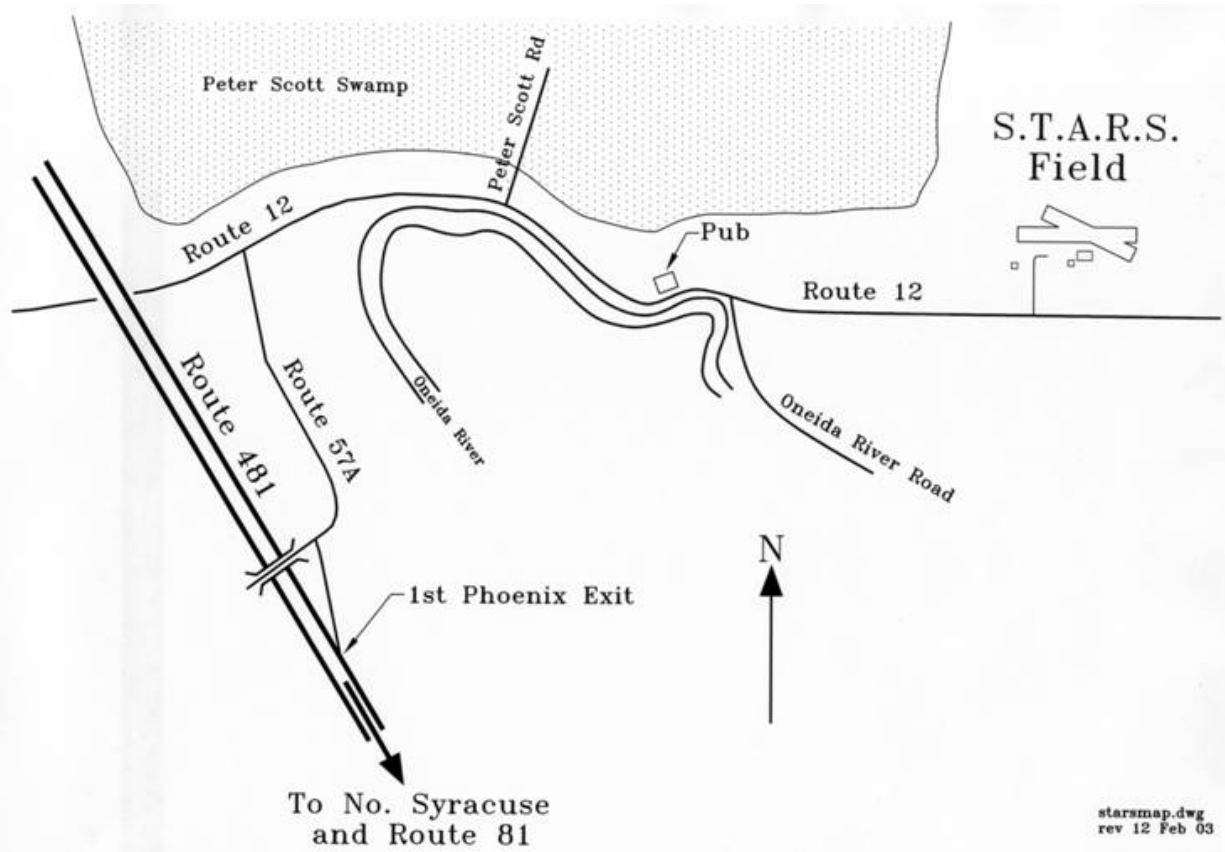 Peter Scott Swamp
Peter Scott Rd
S.T.A.R.S.
Field
Route 12
Pub
Route 12
Route 481
Route 57A
Oneida River
Oneida River Road
N
1st Phoenix Exit
To No. Syracuse
and Route 81
starsmap.dwg
rev 12 Feb 03